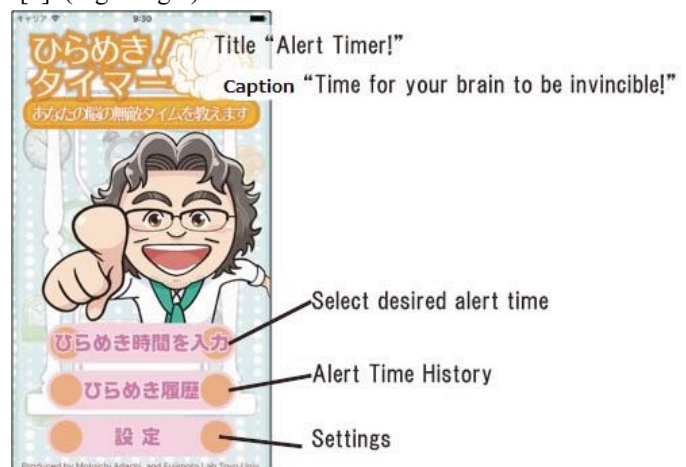 キャリア 9:30
ひらめき!
タイマー
あなたの脳の無敵タイムを教えます
Title “Alert Timer!”
Caption “Time for your brain to be invincible!”
ひらめき時間を入力
Select desired alert time
ひらめき履歴
Alert Time History
設定
Settings
Produced by Motoichi Adachi, and Fujimoto Lab Toyo Univ.